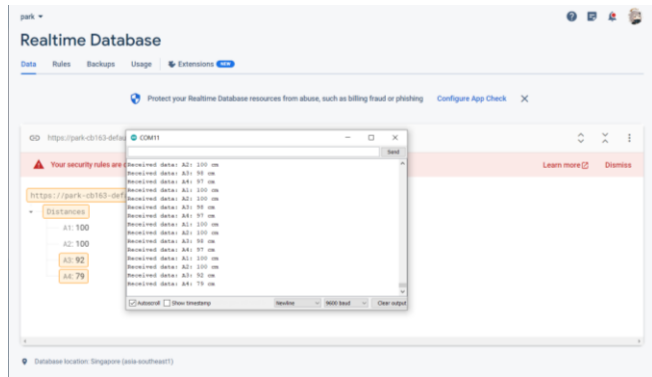 park
Realtime Database
Data Rules Backups Usage Extensions NEW
Protect your Realtime Database resources from abuse, such as billing fraud or phishing Configure App Check
https://park-cb163-defau
COM11
Send
Your security rules are
Learn more Dismiss
Received data: A2: 100 cm
Received data: A3: 98 cm
Received data: A4: 97 cm
Received data: A1: 100 cm
Received data: A2: 100 cm
Received data: A3: 98 cm
Received data: A4: 97 cm
Received data: A1: 100 cm
Received data: A2: 100 cm
Received data: A3: 98 cm
Received data: A4: 97 cm
Received data: A1: 100 cm
Received data: A2: 100 cm
Received data: A3: 92 cm
Received data: A4: 79 cm
https://park-cb163-defa
Distances
A1: 100
A2: 100
A3: 92
A4: 79
Autoscroll Show timestamp Newline 9600 baud Clear output
Database location: Singapore (asia-southeast1)